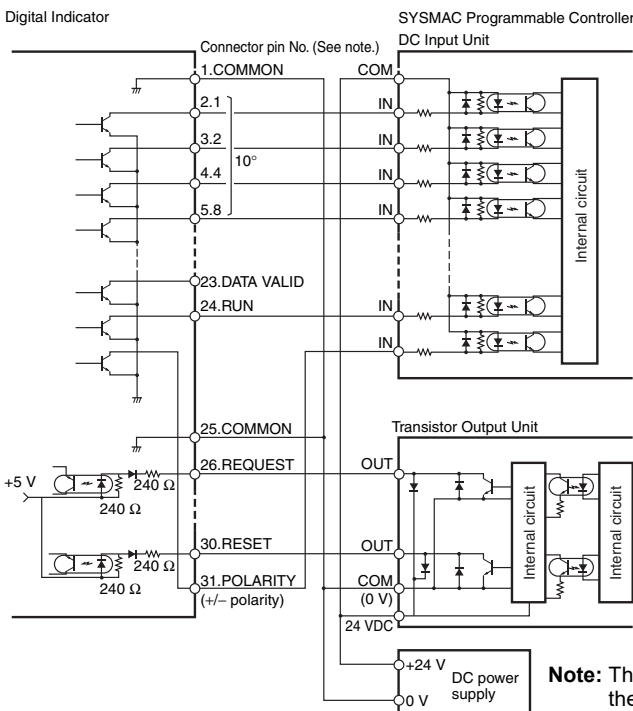 Digital Indicator
SYSMAC Programmable Controller
DC Input Unit
Connector pin No. (See note.)
1.COMMON
COM
2.1
IN
3.2
IN
10°
4.4
IN
5.8
IN
Internal circuit
23.DATA VALID
24.RUN
IN
IN
25.COMMON
Transistor Output Unit
26.REQUEST
OUT
+5 V
240 Ω
240 Ω
Internal circuit
Internal circuit
30.RESET
OUT
240 Ω
240 Ω
31.POLARITY
(+/− polarity)
COM
(0 V)
24 VDC
+24 V
DC power
supply
0 V
Note: Th
the